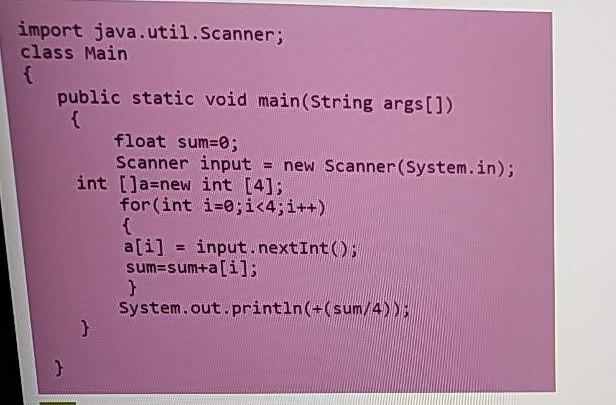 import java.util.Scanner;
class Main
{
public static void main(String args[])
{
float sum=0;
Scanner input = new Scanner(System.in);
int []a=new int [4];
for(int i=0;i<4;i++)
{
a[i] = input.nextInt();
sum=sum+a[i];
}
System.out.println(+(sum/4));
}
}